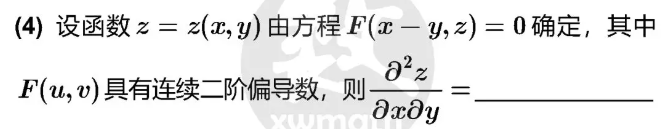 (4) 设函数 z = z(x, y) 由方程 F(x − y, z) = 0 确定，其中
F(u, v) 具有连续二阶偏导数，则 ∂²z/∂x∂y = ________